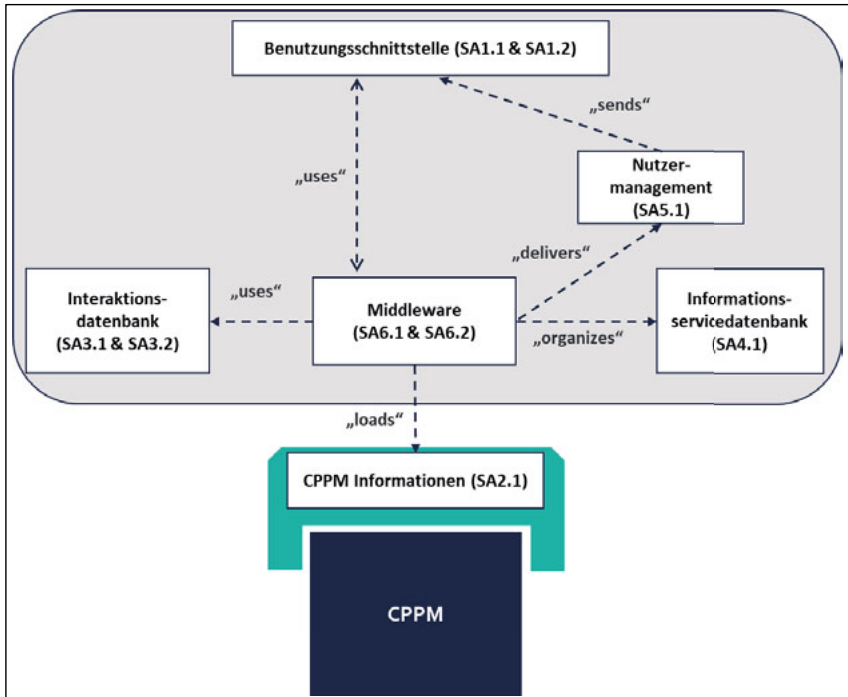 Benutzungsschnittstelle (SA1.1 & SA1.2)
„sends“
Nutzer-
management
(SA5.1)
„uses“
„delivers“
Interaktions-
datenbank
(SA3.1 & SA3.2)
„uses“
Middleware
(SA6.1 & SA6.2)
„organizes“
Informations-
servicedatenbank
(SA4.1)
„loads“
CPPM Informationen (SA2.1)
CPPM